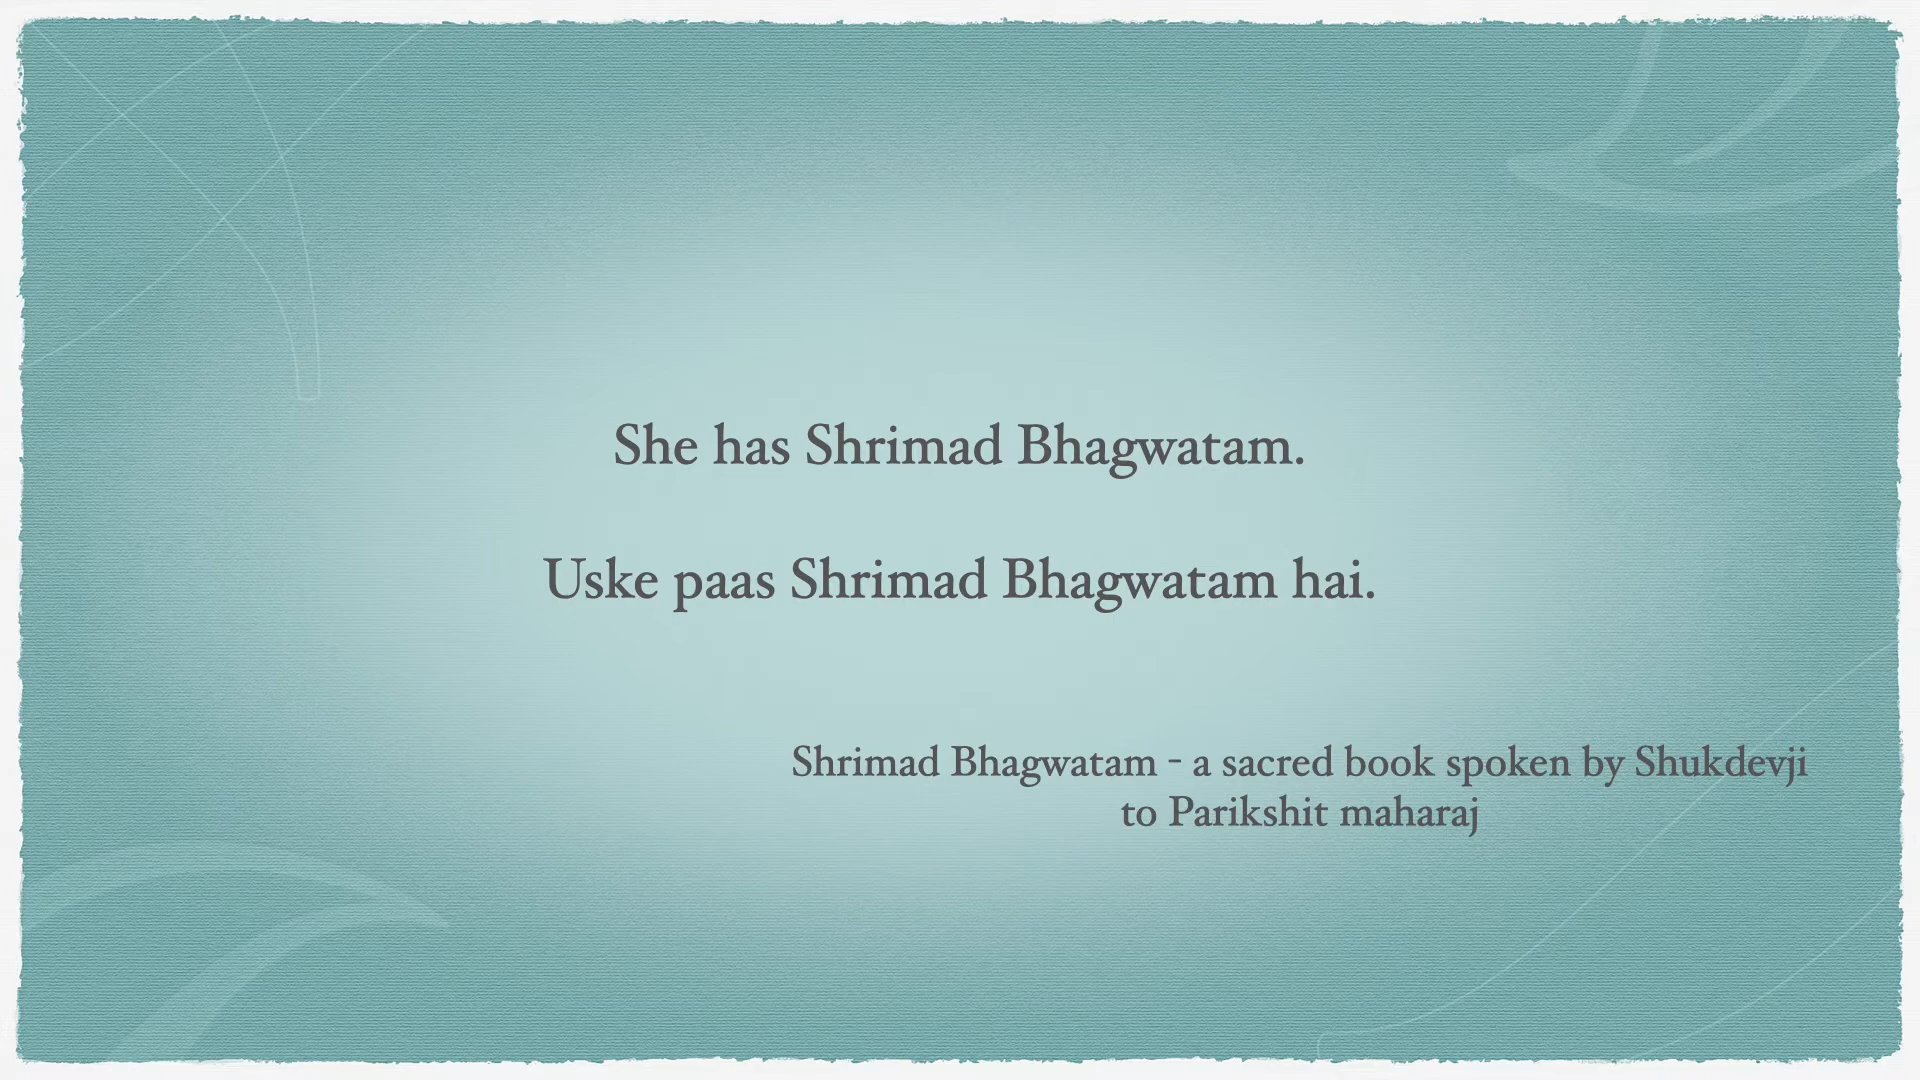 She has Shrimad Bhagwatam.
Uske paas Shrimad Bhagwatam hai.
Shrimad Bhagwatam - a sacred book spoken by Shukdevji
to Parikshit maharaj